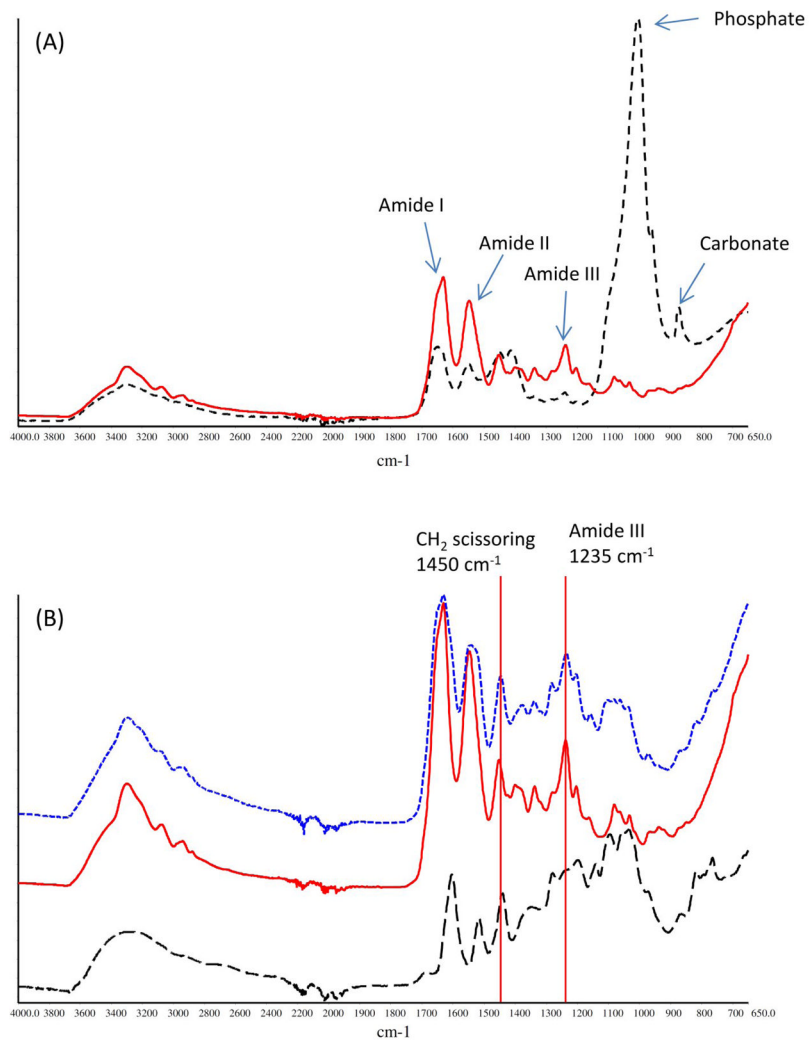 (A)
Phosphate
Amide I
Amide II
Amide III
Carbonate
4000.0 3800 3600 3400 3200 3000 2800 2600 2400 2200 2000 1900 1700 1600 1500 1400 1300 1200 1100 1000 900 800 700 650.0
cm-1
CH₂ scissoring
1450 cm⁻¹
Amide III
1235 cm⁻¹
(B)
4000.0 3800 3600 3400 3200 3000 2800 2600 2400 2200 2000 1900 1700 1600 1500 1400 1300 1200 1100 1000 900 800 700 650.0
cm-1